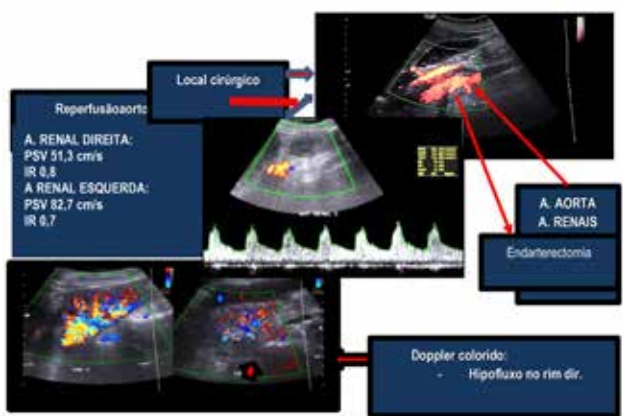 Local cirúrgico
Reperfusãoaorto
A. RENAL DIREITA:
PSV 51,3 cm/s
IR 0,8
A RENAL ESQUERDA:
PSV 82,7 cm/s
IR 0,7
A. AORTA
A. RENAIS
Endarterectomia
Doppler colorido:
- Hipofluxo no rim dir.